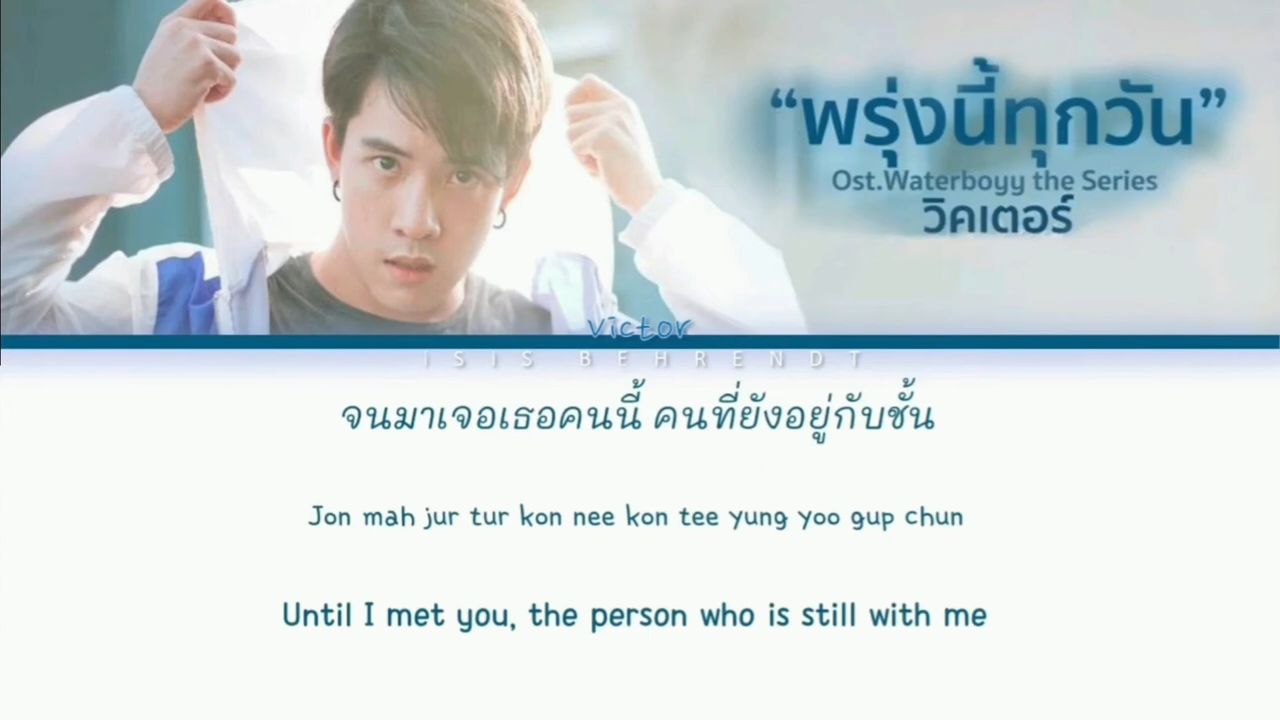 “พรุ่งนี้ทุกวัน”
Ost.Waterboyy the Series
วิคเตอร์
Victor
ISIS BEHRENDT
จนมาเจอเธอคนนี้ คนที่ยังอยู่กับชั้น
Jon mah jur tur kon nee kon tee yung yoo gup chun
Until I met you, the person who is still with me